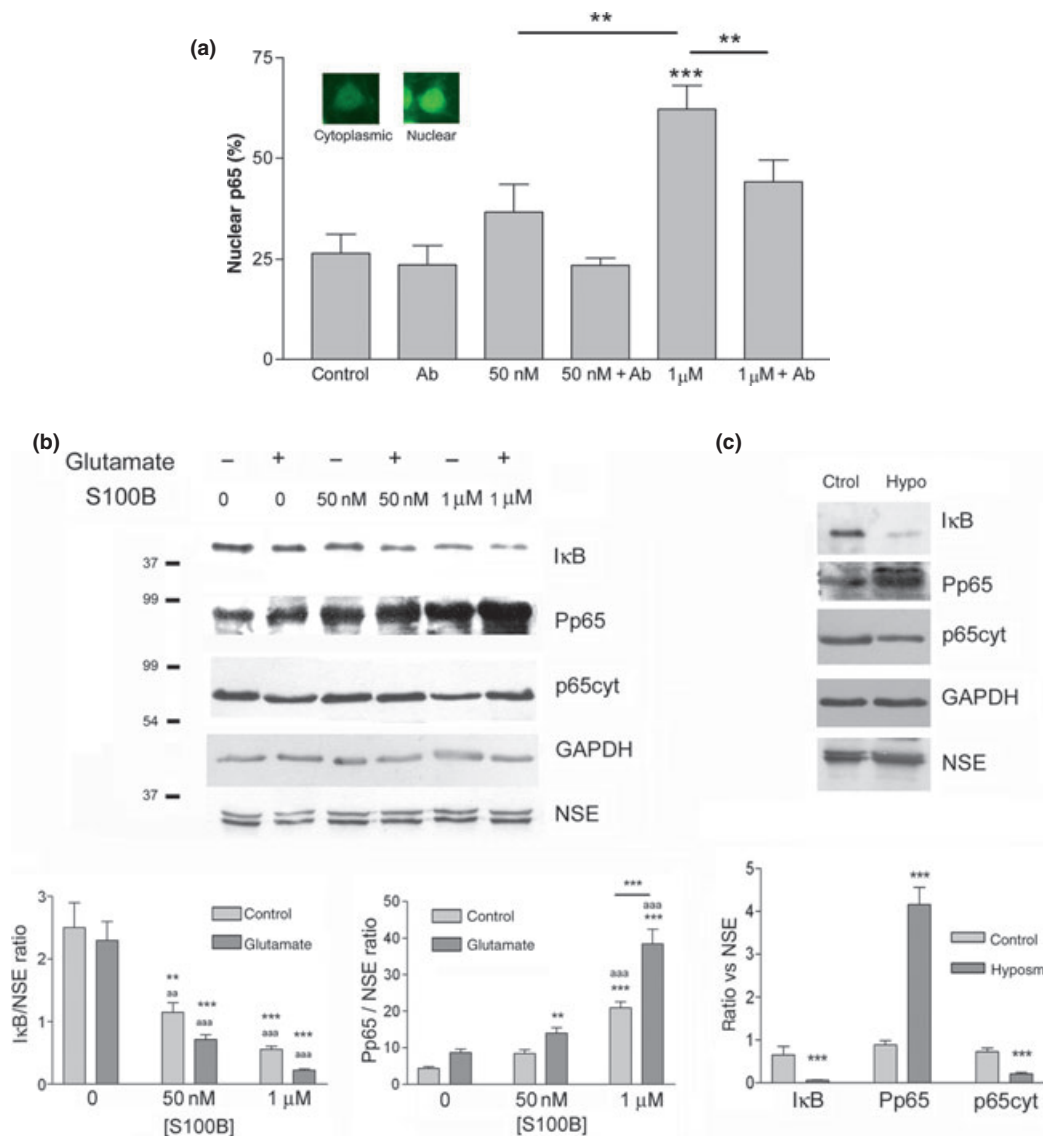 (a)
**
**
***
75
50
25
0
Nuclear p65 (%)
Cytoplasmic Nuclear
Control Ab 50 nM 50 nM + Ab 1 µM 1 µM + Ab
(b)
Glutamate – + – + – +
S100B 0 0 50 nM 50 nM 1 µM 1 µM
IκB
37
99
Pp65
99
p65cyt
54
GAPDH
37
NSE
(c)
Ctrol Hypo
IκB
Pp65
p65cyt
GAPDH
NSE
3
2
1
0
IκB/NSE ratio
Control
Glutamate
**
aa
***
aaa
***
aaa
***
aaa
0 50 nM 1 µM
[S100B]
50
40
30
20
10
0
Pp65 / NSE ratio
Control
Glutamate
**
aaa
***
***
aaa
***
0 50 nM 1 µM
[S100B]
5
4
3
2
1
0
Ratio vs NSE
Control
Hyposm
***
***
***
IκB Pp65 p65cyt